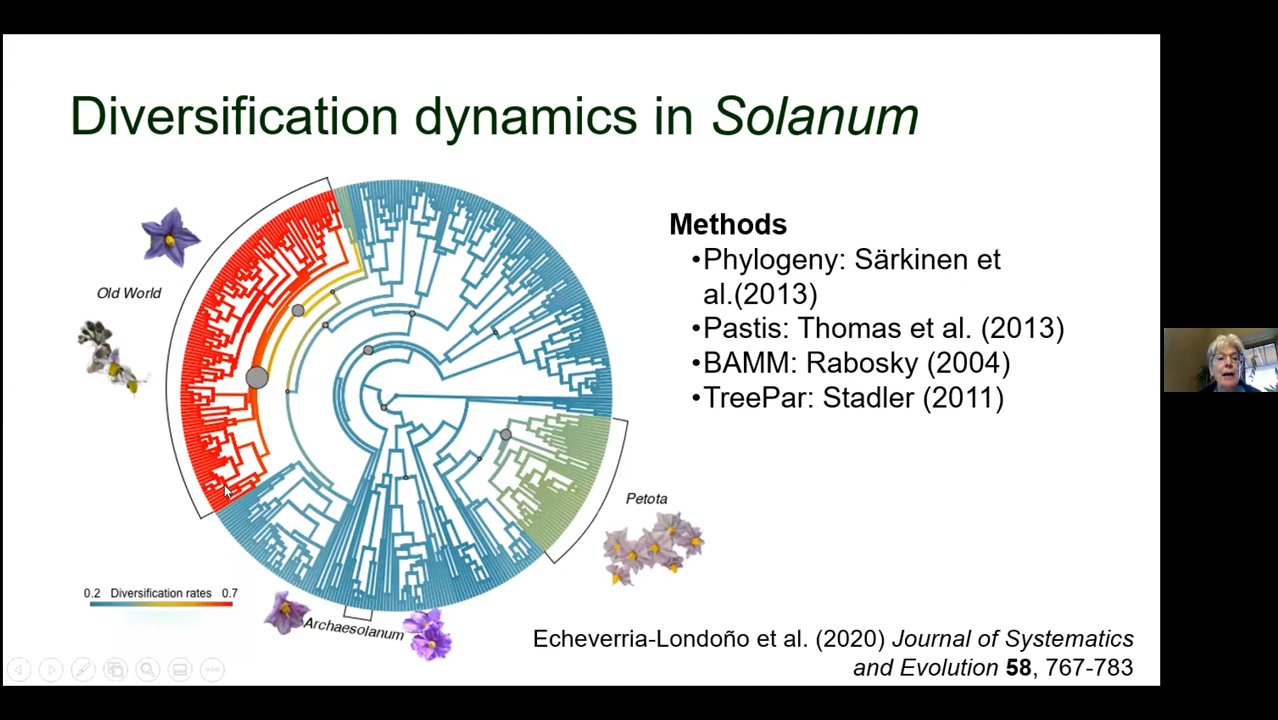 Diversification dynamics in Solanum
Old World
Petota
Archaesolanum
0.2 Diversification rates 0.7
Methods
•Phylogeny: Särkinen et
al.(2013)
•Pastis: Thomas et al. (2013)
•BAMM: Rabosky (2004)
•TreePar: Stadler (2011)
Echeverria-Londoño et al. (2020) Journal of Systematics
and Evolution 58, 767-783